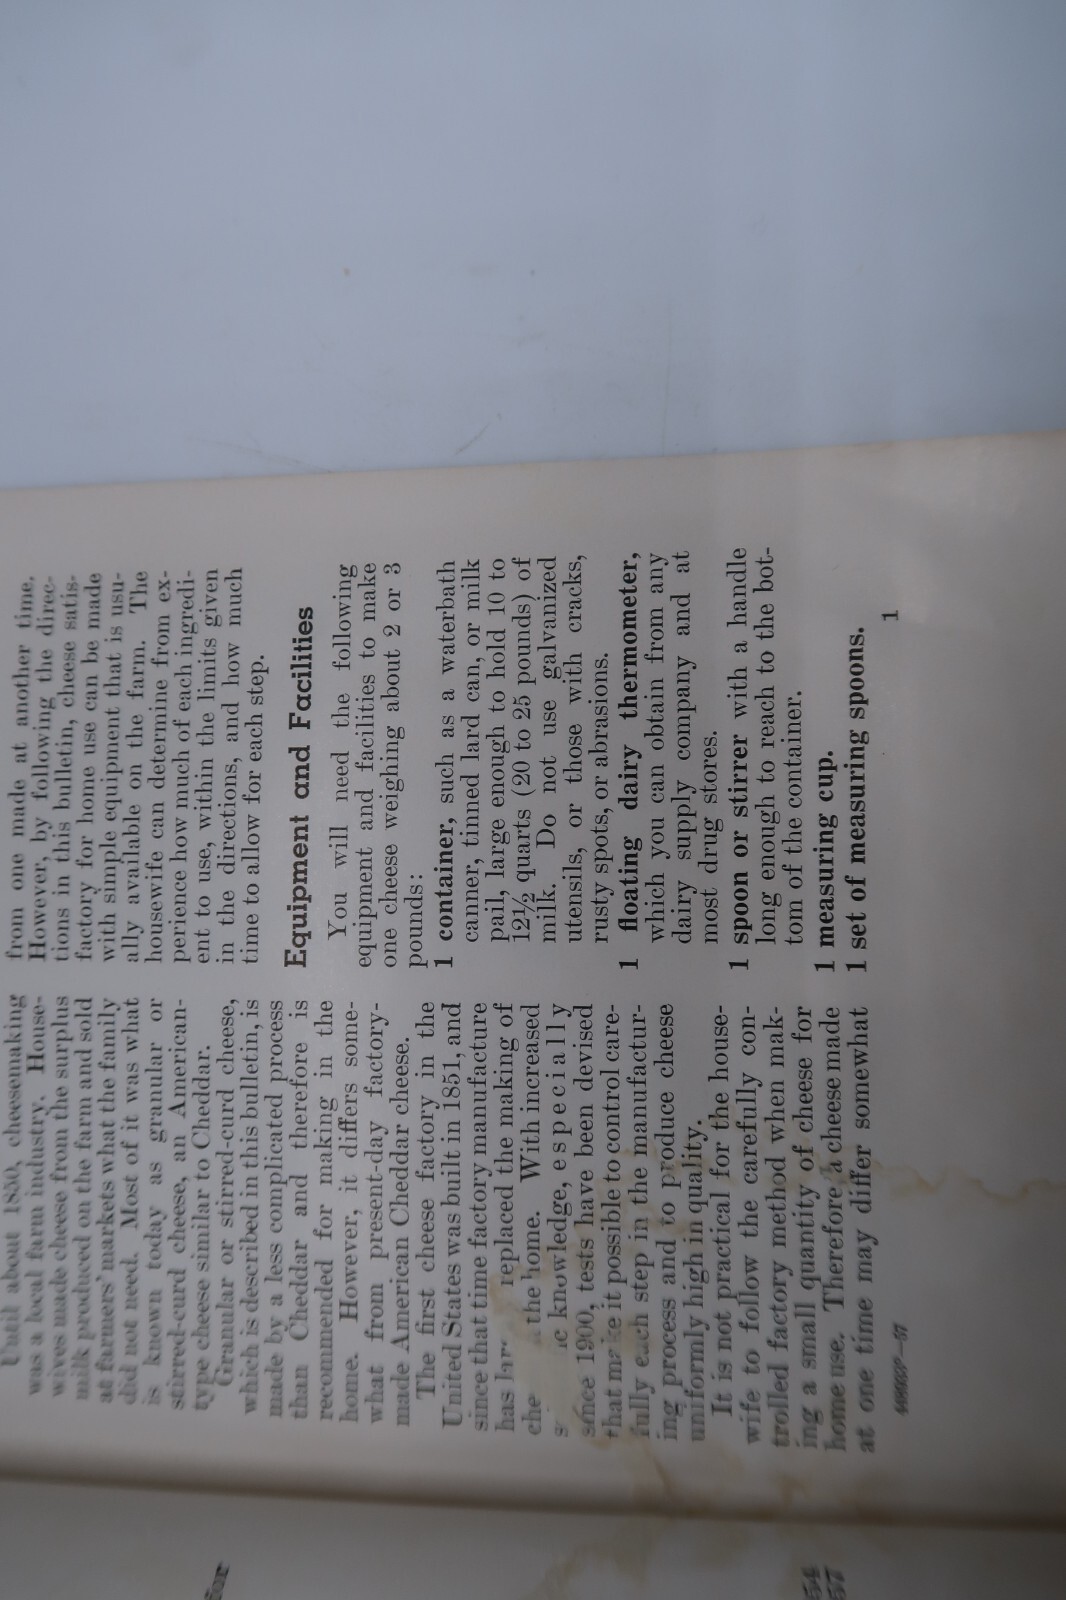 Until about 1830, cheesemaking
was a local farm industry. House-
wives made cheese from the surplus
milk produced on the farm and sold
at farmers' markets what the family
did not need. Most of it was what
is known today as granular or
stirred-curd cheese, an American-
type cheese similar to Cheddar.
Granular or stirred-curd cheese,
which is described in this bulletin, is
made by a less complicated process
than Cheddar and therefore is
recommended for making in the
home. However, it differs some-
what from present-day factory-
made American Cheddar cheese.
The first cheese factory in the
United States was built in 1851, and
since that time factory manufacture
has replaced the making of
the home. With increased
knowledge, especially
since 1900, tests have been devised
that make it possible to control care-
fully each step in the manufactur-
ing process and to produce cheese
uniformly high in quality.
It is not practical for the house-
wife to follow the carefully con-
trolled factory method when mak-
ing a small quantity of cheese for
home use. Therefore, a cheese made
at one time may differ somewhat
from one made at another time.
However, by following the direc-
tions in this bulletin, cheese satis-
factory for home use can be made
with simple equipment that is usu-
ally available on the farm. The
housewife can determine from ex-
perience how much of each ingredi-
ent to use, within the limits given
in the directions, and how much
time to allow for each step.
Equipment and Facilities
You will need the following
equipment and facilities to make
one cheese weighing about 2 or 3
pounds:
1 container, such as a waterbath
canner, tinned lard can, or milk
pail, large enough to hold 10 to
12½ quarts (20 to 25 pounds) of
milk. Do not use galvanized
utensils, or those with cracks,
rusty spots, or abrasions.
1 floating dairy thermometer,
which you can obtain from any
dairy supply company and at
most drug stores.
1 spoon or stirrer with a handle
long enough to reach to the bot-
tom of the container.
1 measuring cup.
1 set of measuring spoons.
1
for
54
57